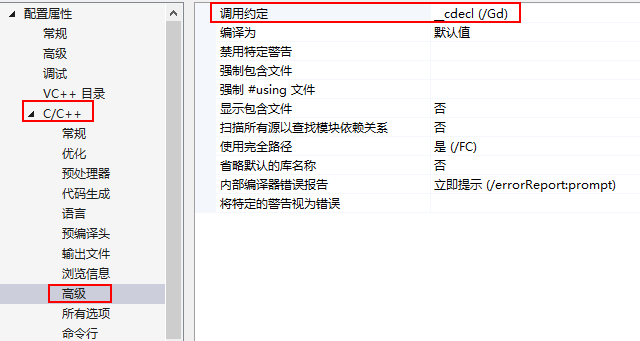 配置属性
常规
高级
调试
VC++ 目录
C/C++
常规
优化
预处理器
代码生成
语言
预编译头
输出文件
浏览信息
高级
所有选项
命令行
调用约定 __cdecl (/Gd)
编译为 默认值
禁用特定警告
强制包含文件
强制 #using 文件
显示包含文件 否
扫描所有源以查找模块依赖关系 否
使用完全路径 是 (/FC)
省略默认的库名称 否
内部编译器错误报告 立即提示 (/errorReport:prompt)
将特定的警告视为错误